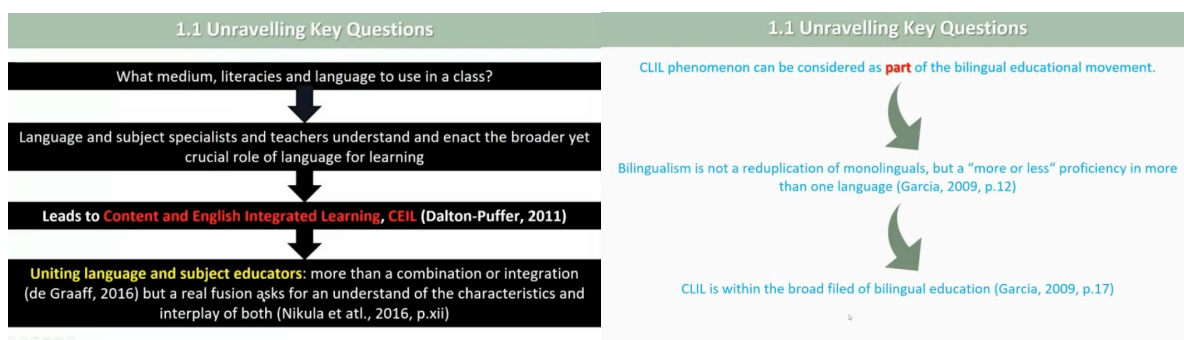 1.1 Unravelling Key Questions
What medium, literacies and language to use in a class?
Language and subject specialists and teachers understand and enact the broader yet
crucial role of language for learning
Leads to Content and English Integrated Learning, CEIL (Dalton-Puffer, 2011)
Uniting language and subject educators: more than a combination or integration
(de Graaff, 2016) but a real fusion asks for an understand of the characteristics and
interplay of both (Nikula et atl., 2016, p.xii)
1.1 Unravelling Key Questions
CLIL phenomenon can be considered as part of the bilingual educational movement.
Bilingualism is not a reduplication of monolinguals, but a “more or less” proficiency in more
than one language (Garcia, 2009, p.12)
CLIL is within the broad filed of bilingual education (Garcia, 2009, p.17)